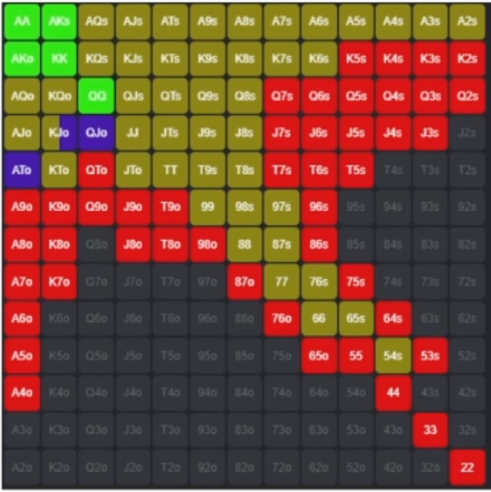 AA AKs AQs AJs ATs A9s A8s A7s A6s A5s A4s A3s A2s
AKo KK KQs KJs KTs K9s K8s K7s K6s K5s K4s K3s K2s
AQo KQo QQ QJs QTs Q9s Q8s Q7s Q6s Q5s Q4s Q3s Q2s
AJo KJo QJo JJ JTs J9s J8s J7s J6s J5s J4s J3s J2s
ATo KTo QTo JTo TT T9s T8s T7s T6s T5s T4s T3s T2s
A9o K9o Q9o J9o T9o 99 98s 97s 96s 95s 94s 93s 92s
A8o K8o Q8o J8o T8o 98o 88 87s 86s 85s 84s 83s 82s
A7o K7o Q7o J7o T7o 97o 87o 77 76s 75s 74s 73s 72s
A6o K6o Q6o J6o T6o 96o 86o 76o 66 65s 64s 63s 62s
A5o K5o Q5o J5o T5o 95o 85o 75o 65o 55 54s 53s 52s
A4o K4o Q4o J4o T4o 94o 84o 74o 64o 54o 44 43s 42s
A3o K3o Q3o J3o T3o 93o 83o 73o 63o 53o 43o 33 32s
A2o K2o Q2o J2o T2o 92o 82o 72o 62o 52o 42o 32o 22